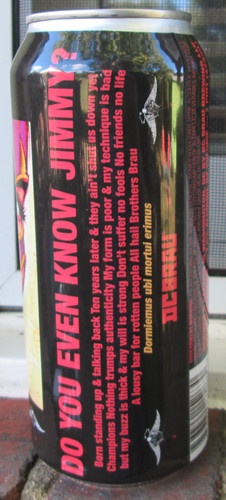 DO YOU EVEN KNOW JIMMY?
Born standing up & talking back Ten years later & they ain't shut us down yet
Champions Nothing trumps authenticity My form is poor & my technique is bad
but my buzz is thick & my will is strong Don't suffer no fools No friends no life
A lousy bar for rotten people All hail Brothers Brau
Dormiemus ubi mortui erimus
DC BRAU